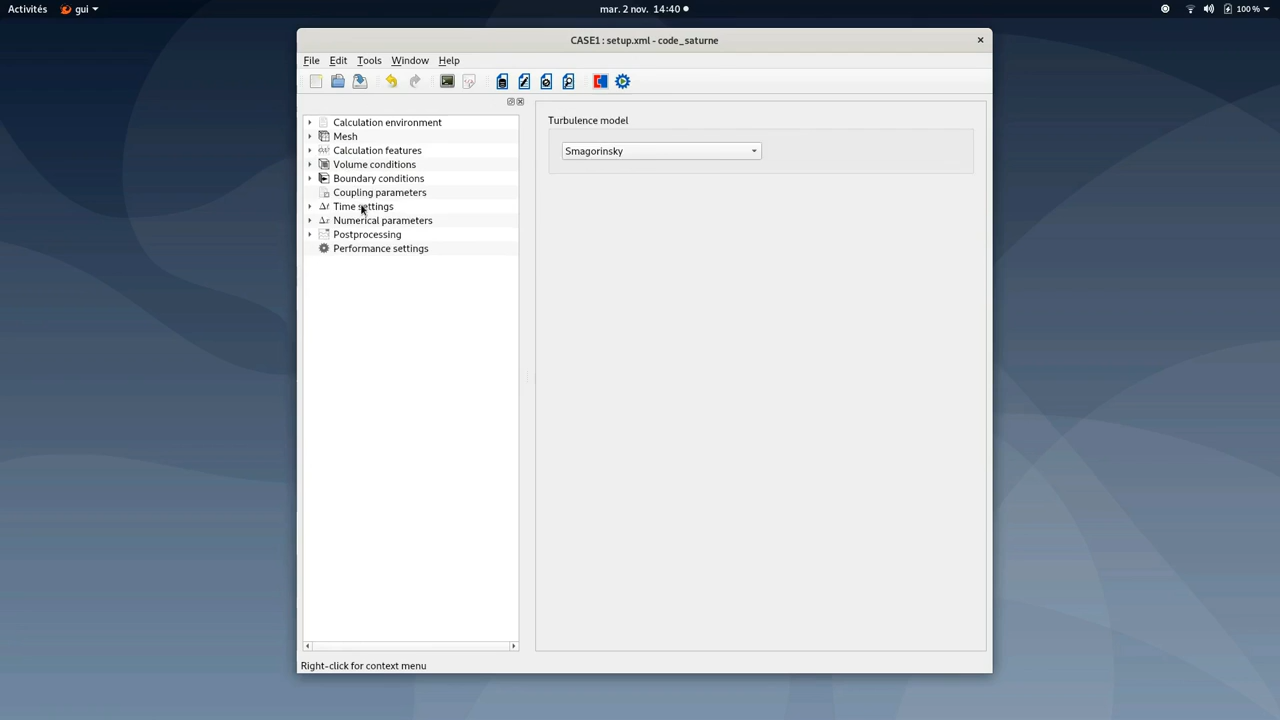 Activités gui mar. 2 nov. 14:40 100 %
CASE1 : setup.xml - code_saturne
File Edit Tools Window Help
Calculation environment
Mesh
Calculation features
Volume conditions
Boundary conditions
Coupling parameters
Δt Time settings
Δx Numerical parameters
Postprocessing
Performance settings
Turbulence model
Smagorinsky
Right-click for context menu